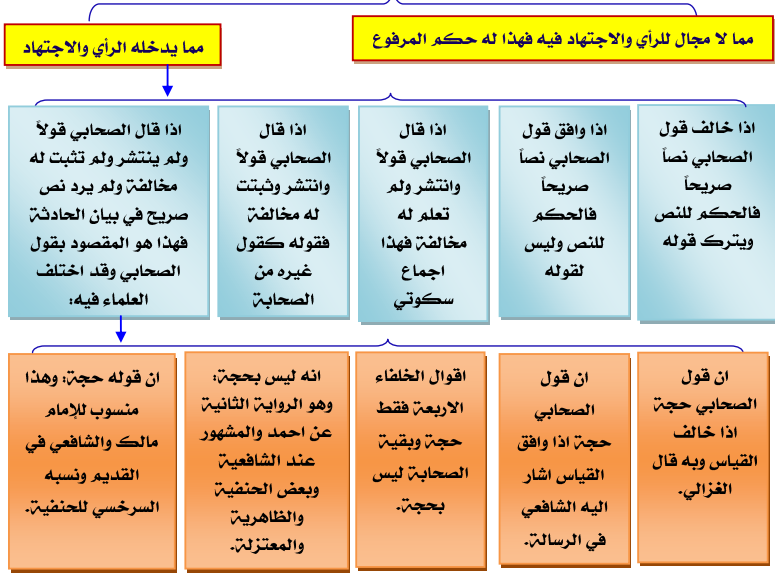 مما لا مجال للرأي والاجتهاد فيه فهذا له حكم المرفوع
مما يدخله الرأي والاجتهاد
اذا خالف قول
الصحابي نصاً
صريحاً
فالحكم للنص
ويترك قوله
اذا وافق قول
الصحابي نصاً
صريحاً
فالحكم
للنص وليس
لقوله
اذا قال
الصحابي قولاً
وانتشر ولم
تعلم له
مخالفة فهذا
اجماع
سكوتي
اذا قال
الصحابي قولاً
وانتشر وثبتت
له مخالفة
فقوله كقول
غيره من
الصحابة
اذا قال الصحابي قولاً
ولم ينتشر ولم تثبت له
مخالفة ولم يرد نص
صريح في بيان الحادثة
فهذا هو المقصود بقول
الصحابي وقد اختلف
العلماء فيه:
ان قول
الصحابي حجة
اذا خالف
القياس وبه قال
الغزالي.
ان قول
الصحابي
حجة اذا وافق
القياس اشار
اليه الشافعي
في الرسالة.
اقوال الخلفاء
الاربعة فقط
حجة وبقية
الصحابة ليس
بحجة.
انه ليس بحجة:
وهو الرواية الثانية
عن احمد والمشهور
عند الشافعية
وبعض الحنفية
والظاهرية
والمعتزلة.
ان قوله حجة: وهذا
منسوب للإمام
مالك والشافعي في
القديم ونسبه
السرخسي للحنفية.